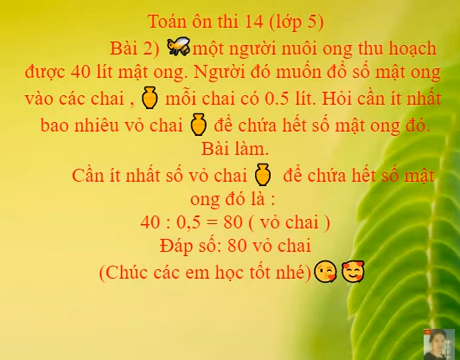 Toán ôn thi 14 (lớp 5)
Bài 2) 🐝 một người nuôi ong thu hoạch
được 40 lít mật ong. Người đó muốn đổ số mật ong
vào các chai , 🏺 mỗi chai có 0.5 lít. Hỏi cần ít nhất
bao nhiêu vỏ chai 🏺 để chứa hết số mật ong đó.
Bài làm.
Cần ít nhất số vỏ chai 🏺 để chứa hết số mật
ong đó là :
40 : 0,5 = 80 ( vỏ chai )
Đáp số: 80 vỏ chai
(Chúc các em học tốt nhé)😘🥰